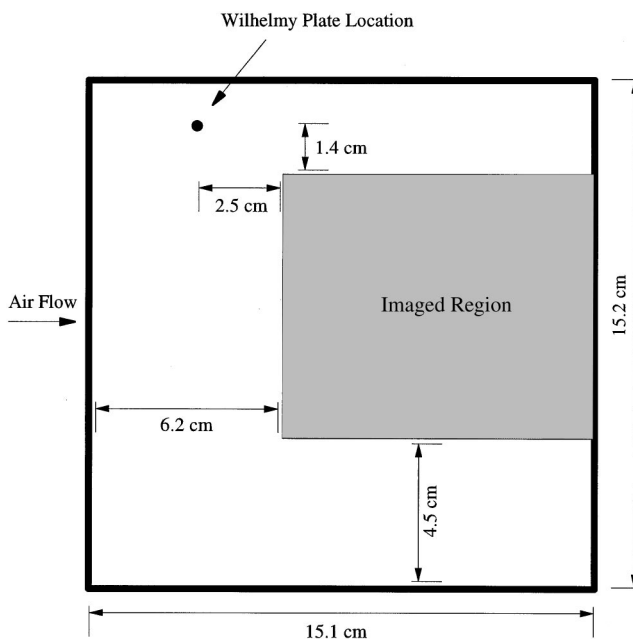 Wilhelmy Plate Location
1.4 cm
2.5 cm
Air Flow
Imaged Region
15.2 cm
6.2 cm
4.5 cm
15.1 cm